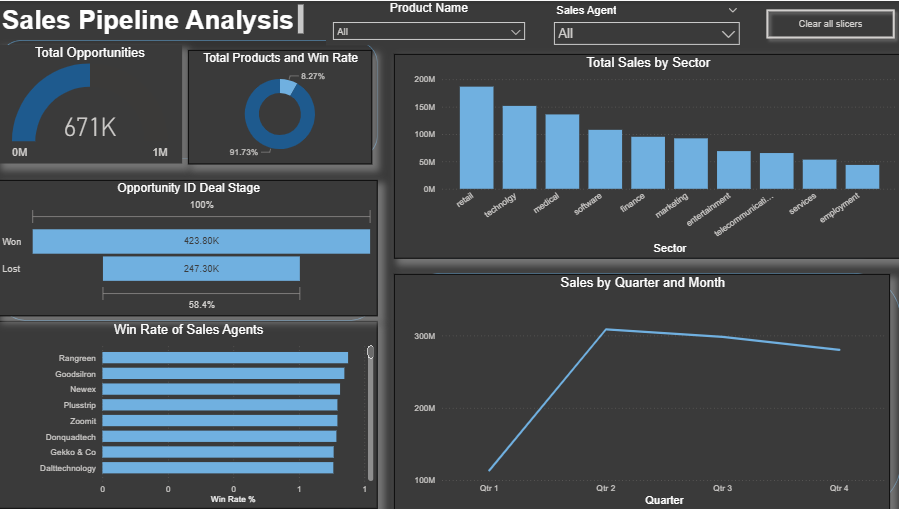 Sales Pipeline Analysis
Product Name
All
Sales Agent
All
Clear all slicers
Total Opportunities
671K
0M
1M
Total Products and Win Rate
8.27%
91.73%
Opportunity ID Deal Stage
100%
Won
423.80K
Lost
247.30K
58.4%
Win Rate of Sales Agents
Rangreen
Goodsilron
Newex
Plusstrip
Zoomit
Donquadtech
Gekko & Co
Dalttechnology
0
0
0
1
1
Win Rate %
Total Sales by Sector
200M
150M
100M
50M
0M
retail
technolgy
medical
software
finance
marketing
entertainment
telecommunicati...
services
employment
Sector
Sales by Quarter and Month
300M
200M
100M
Qtr 1
Qtr 2
Qtr 3
Qtr 4
Quarter